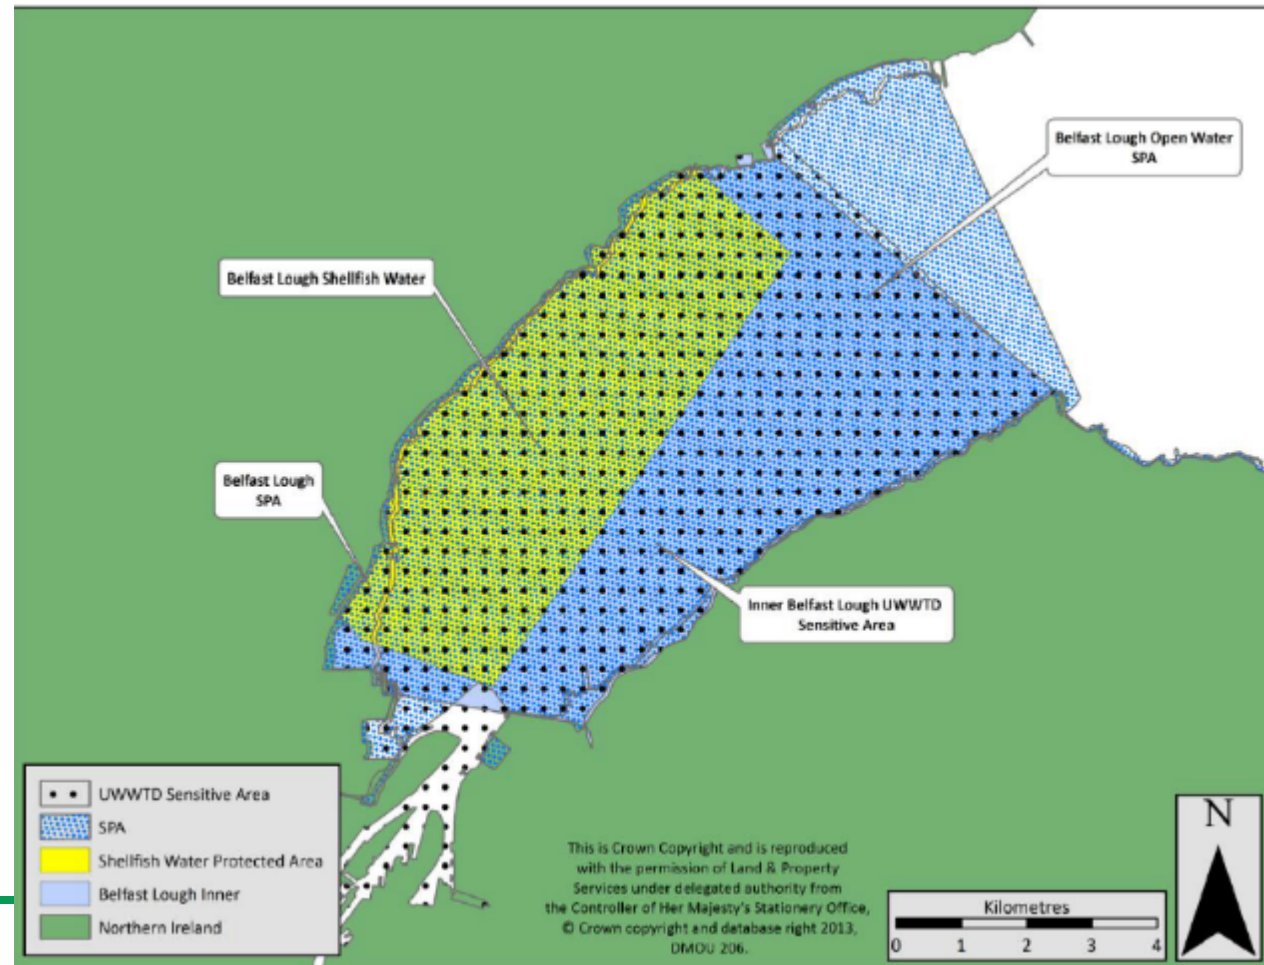 Belfast Lough Open Water
SPA
Belfast Lough Shellfish Water
Belfast Lough
SPA
Inner Belfast Lough UWWTD
Sensitive Area
UWWTD Sensitive Area
SPA
Shellfish Water Protected Area
Belfast Lough Inner
Northern Ireland
This is Crown Copyright and is reproduced
with the permission of Land & Property
Services under delegated authority from
the Controller of Her Majesty's Stationery Office,
© Crown copyright and database right 2013,
DMOU 206.
N
Kilometres
0 1 2 3 4